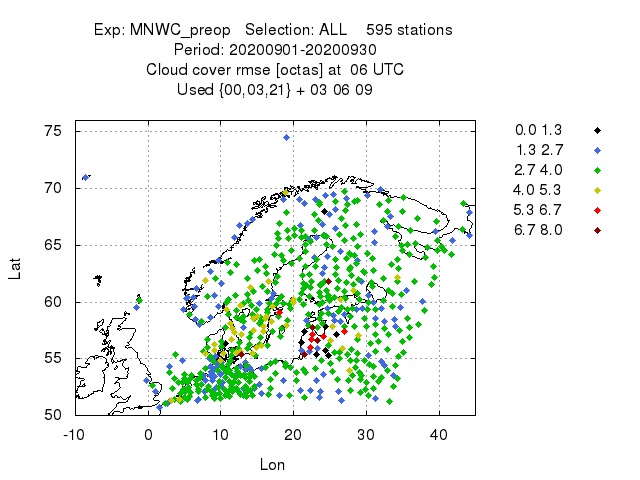 Exp: MNWC_preop Selection: ALL 595 stations
Period: 20200901-20200930
Cloud cover rmse [octas] at 06 UTC
Used {00,03,21} + 03 06 09
0.0 1.3
1.3 2.7
2.7 4.0
4.0 5.3
5.3 6.7
6.7 8.0
75
70
65
60
55
50
Lat
-10 0 10 20 30 40
Lon